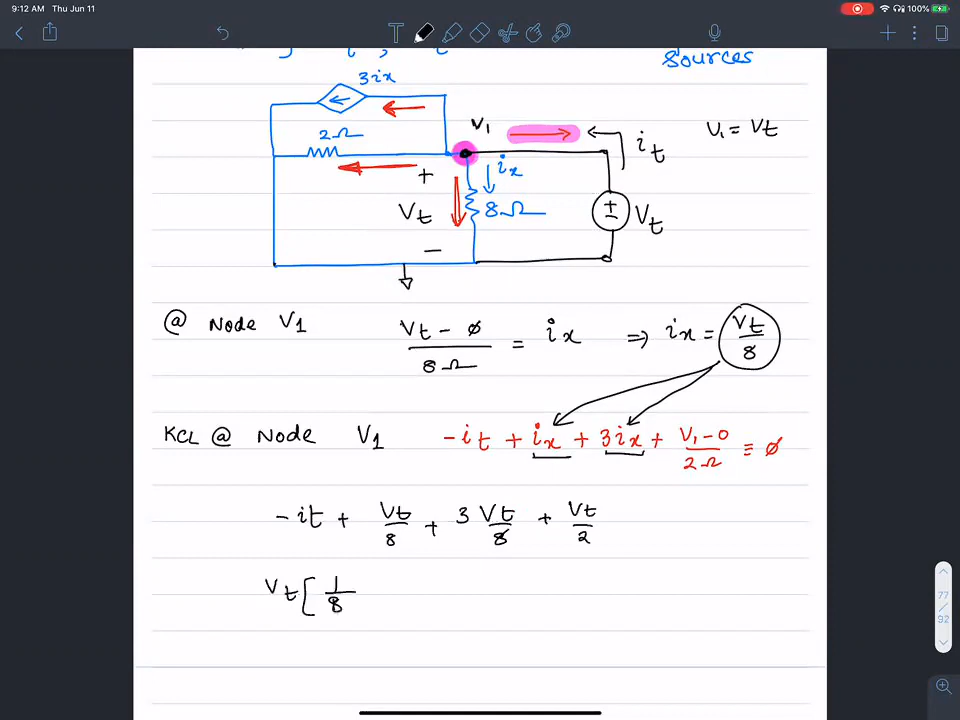 9:12 AM Thu Jun 11
100%
sources
3ix
2Ω
V1
it
V1 = Vt
ix
+
Vt
8Ω
−
+
−
Vt
@ Node V1
Vt - ø / 8Ω = ix ⇒ ix = Vt/8
KCL @ Node V1
-it + ix + 3ix + V1-0 / 2Ω ≡ ø
-it + Vt/8 + 3 Vt/8 + Vt/2
Vt [ 1/8
77
/
92